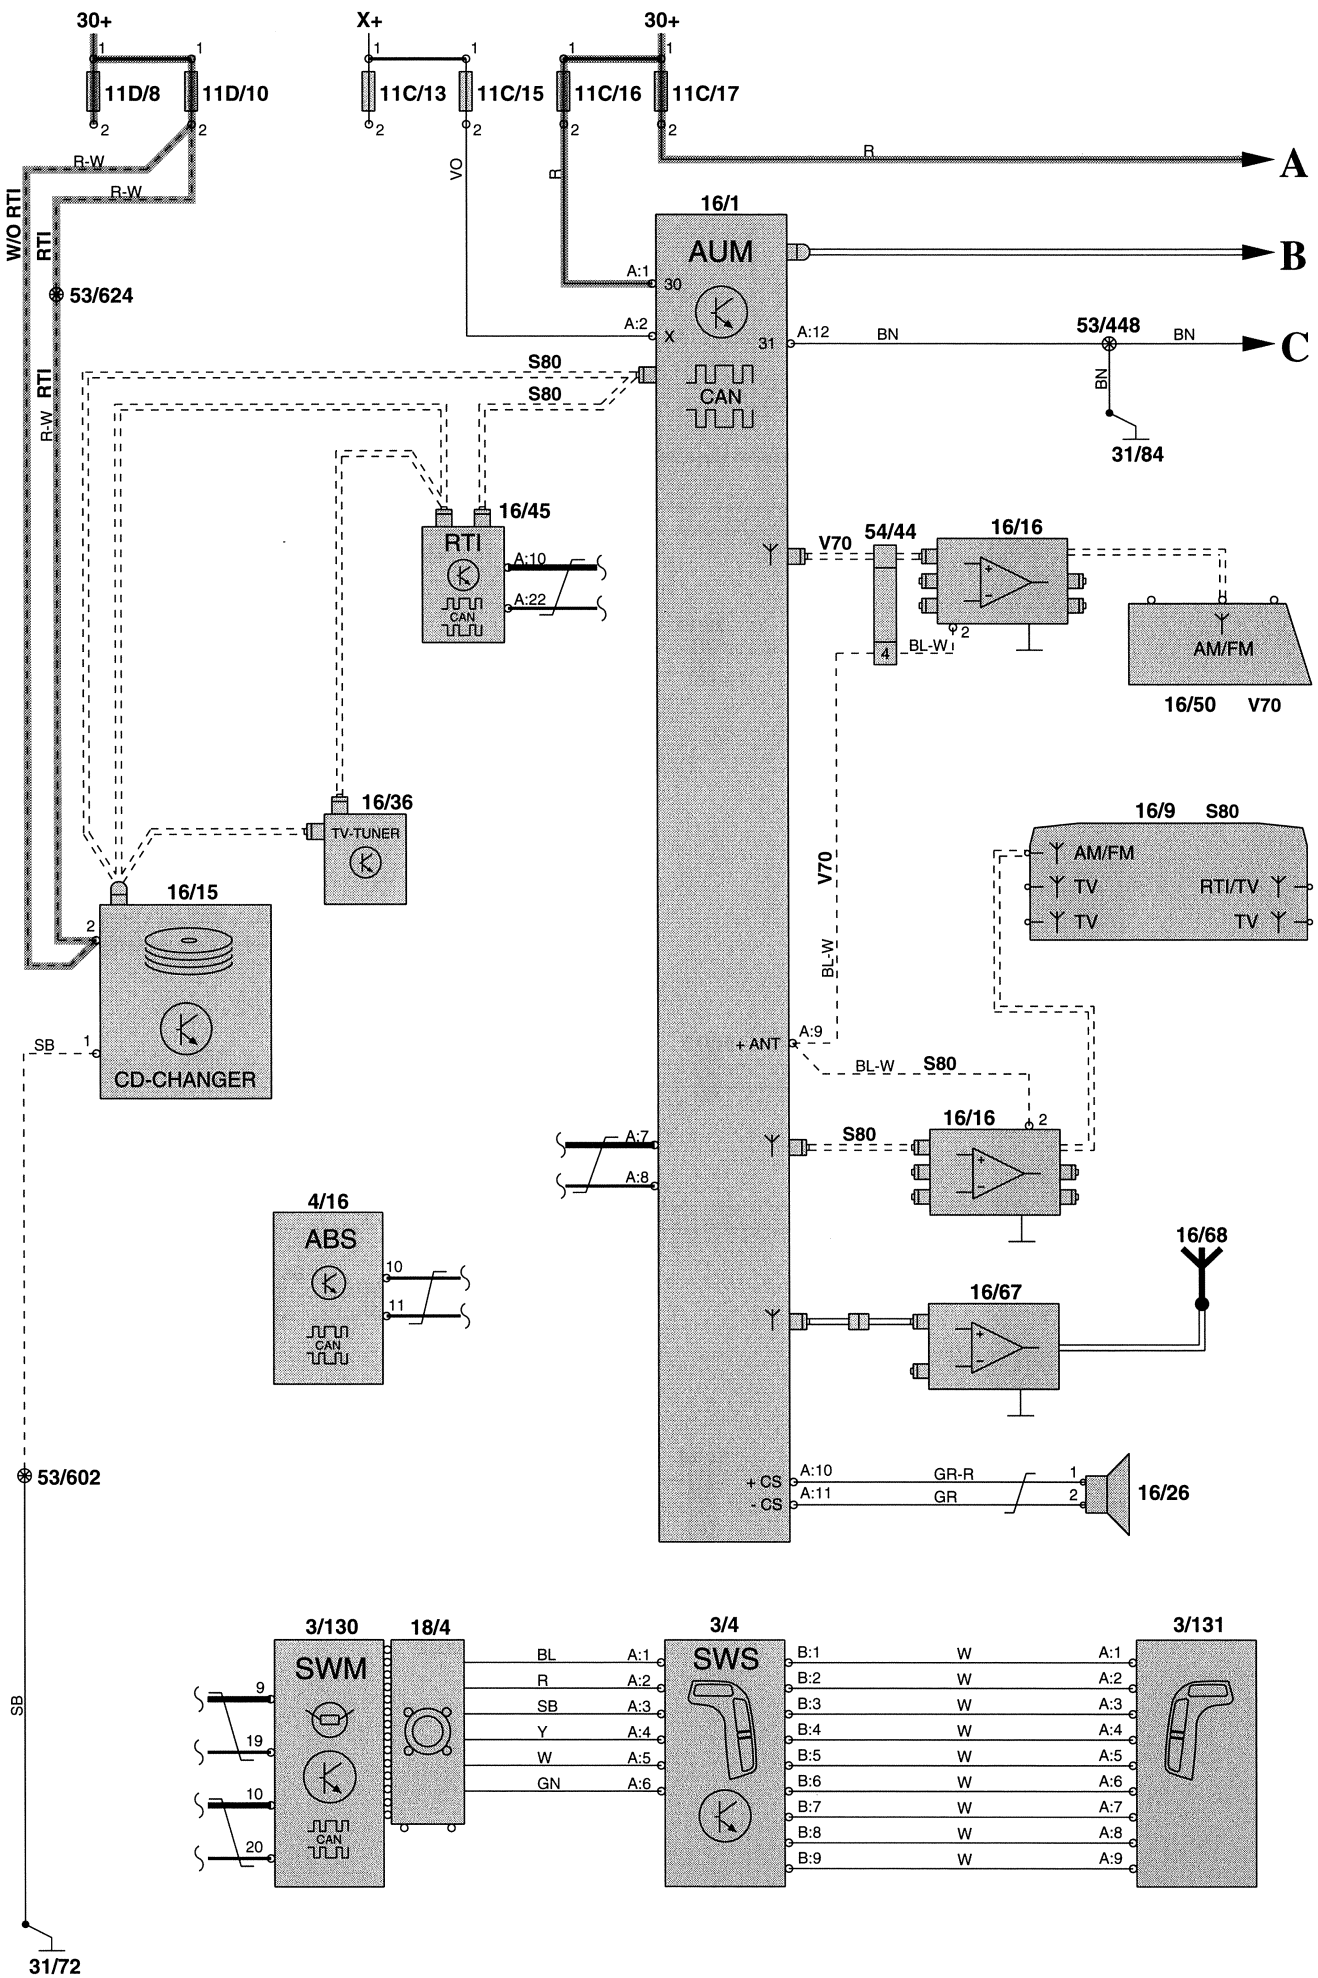 30+ X+ 30+
1 1 1 1 1 1
11D/8 11D/10 11C/13 11C/15 11C/16 11C/17
2 2 2 2 2 2
R-W VO R R A
R-W
W/O RTI RTI
16/1
AUM B
A:1 30
53/624
A:2 X 31 A:12 BN 53/448 BN C
S80
BN
RTI R-W
S80 CAN
31/84
16/45
RTI
A:10
CAN A:22
V70 54/44 16/16
4 BL-W 2
AM/FM
16/50 V70
16/36
TV-TUNER
16/9 S80
AM/FM
TV RTI/TV
TV TV
V70
BL-W
16/15
2
SB 1
CD-CHANGER
+ ANT A:9
BL-W S80
16/16 2
A:7 S80
A:8
4/16
ABS
10
11
CAN
16/68
16/67
53/602
+ CS A:10 GR-R 1
- CS A:11 GR 2
16/26
SB
3/130 18/4 3/4 3/131
SWM SWS
BL A:1 B:1 W A:1
9 R A:2 B:2 W A:2
SB A:3 B:3 W A:3
19 Y A:4 B:4 W A:4
W A:5 B:5 W A:5
10 GN A:6 B:6 W A:6
B:7 W A:7
CAN B:8 W A:8
20 B:9 W A:9
31/72